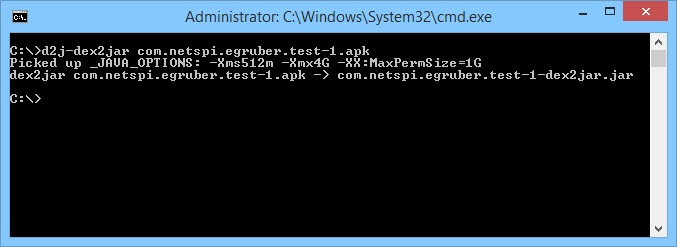 Administrator: C:\Windows\System32\cmd.exe
C:\>d2j-dex2jar com.netspi.egruber.test-1.apk
Picked up _JAVA_OPTIONS: -Xms512m -Xmx4G -XX:MaxPermSize=1G
dex2jar com.netspi.egruber.test-1.apk -> com.netspi.egruber.test-1-dex2jar.jar
C:\>